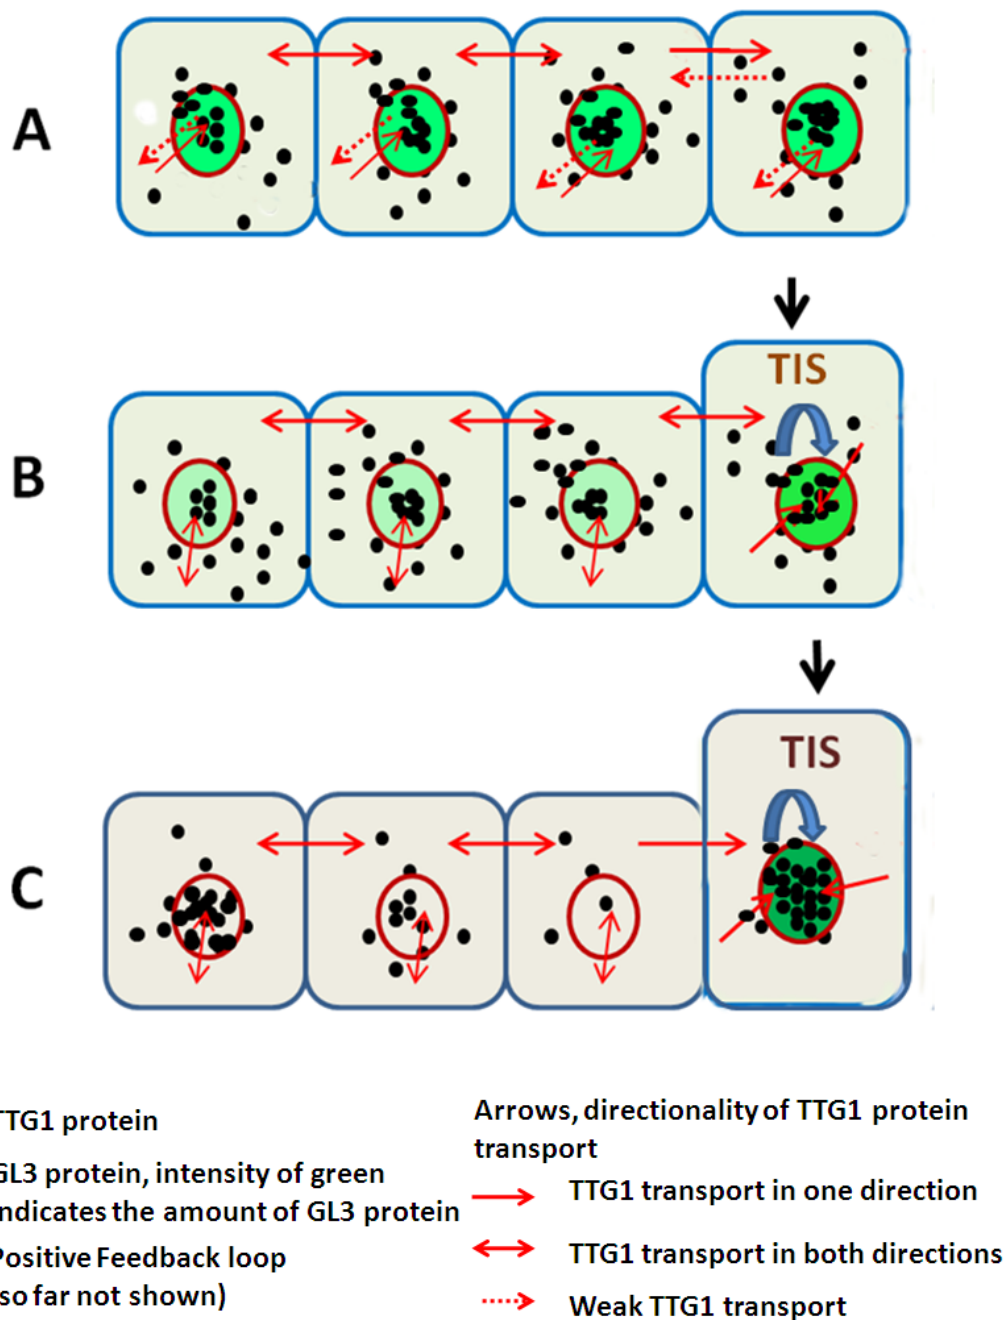 A
TIS
B
TIS
C
TTG1 protein
GL3 protein, intensity of green
indicates the amount of GL3 protein
Positive Feedback loop
(so far not shown)
Arrows, directionality of TTG1 protein
transport
TTG1 transport in one direction
TTG1 transport in both directions
Weak TTG1 transport